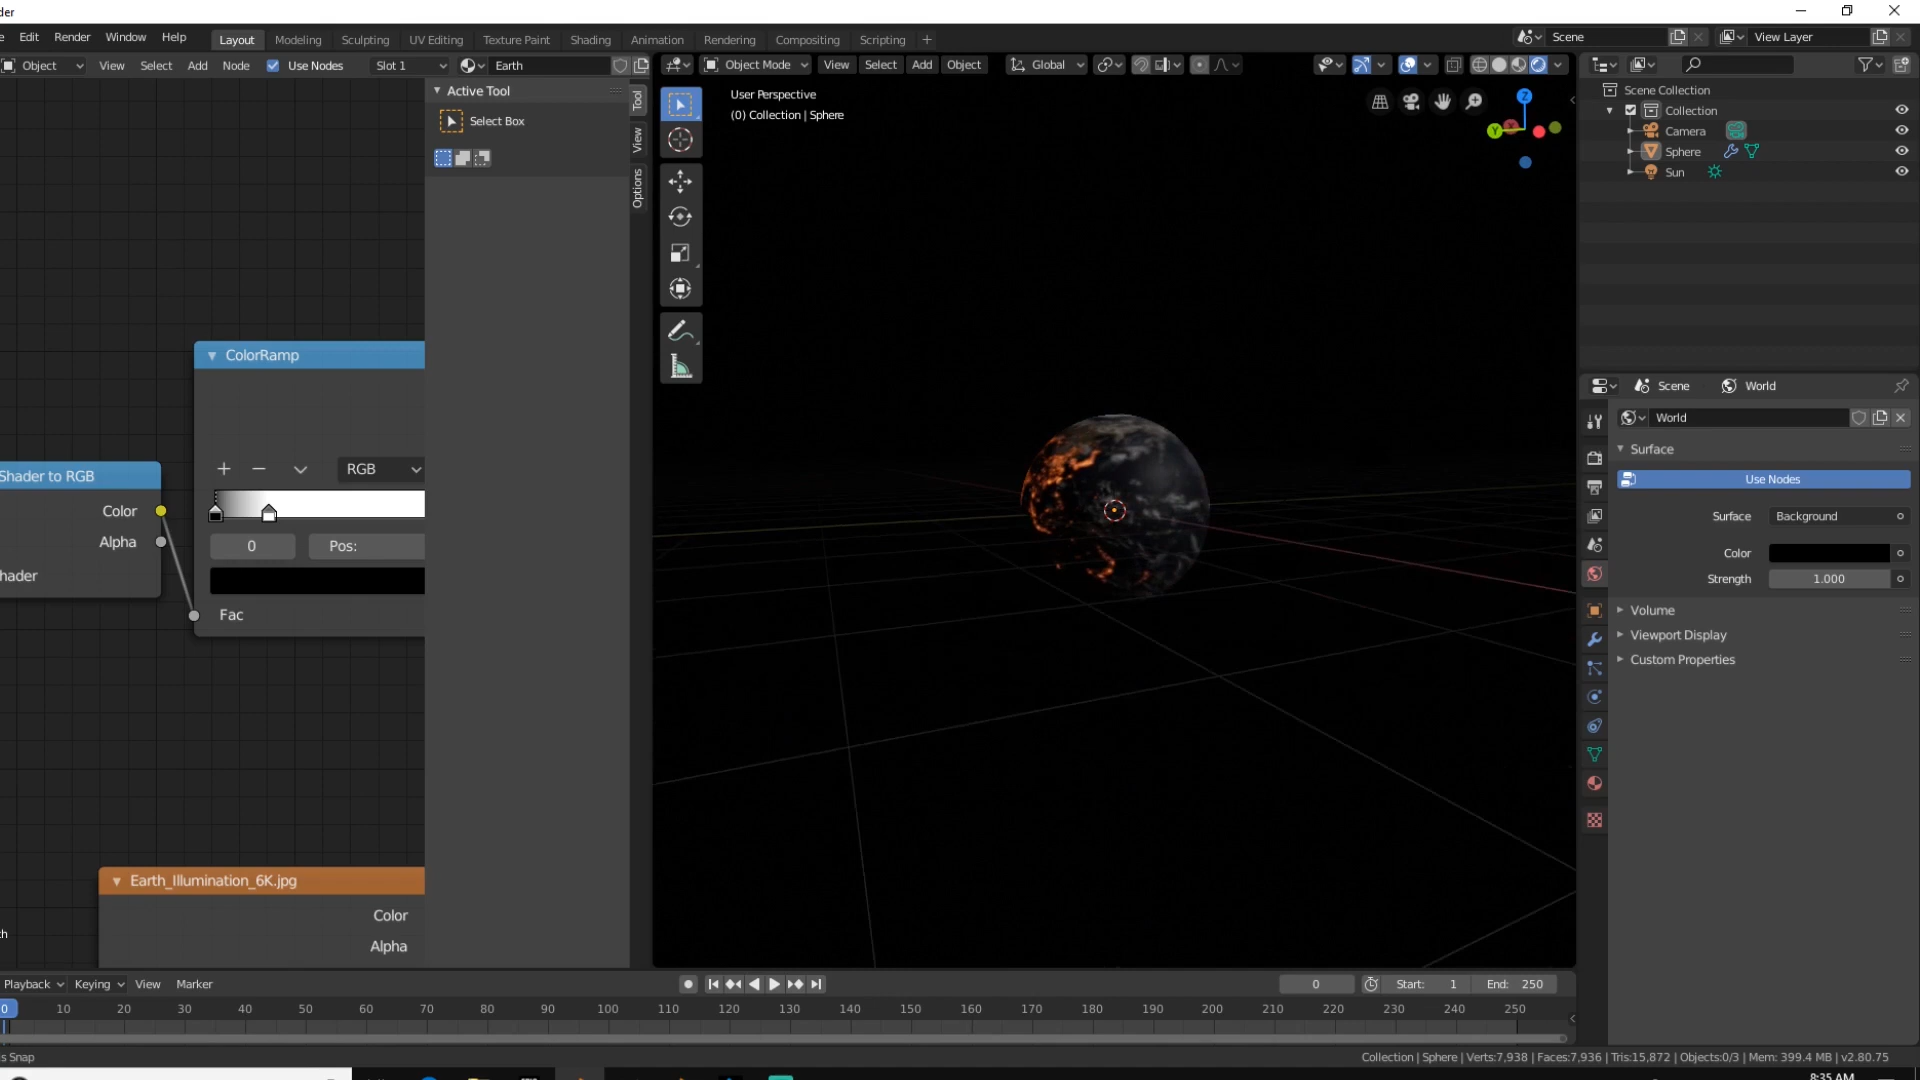 der
e Edit Render Window Help Layout Modeling Sculpting UV Editing Texture Paint Shading Animation Rendering Compositing Scripting + Scene View Layer
Object View Select Add Node Use Nodes Slot 1 Earth Object Mode View Select Add Object Global
Active Tool
Select Box
Tool
View
Options
User Perspective
(0) Collection | Sphere
Z
Y
X
Scene Collection
Collection
Camera
Sphere
Sun
Scene World
World
Surface
Use Nodes
Surface Background
Color
Strength 1.000
Volume
Viewport Display
Custom Properties
ColorRamp
RGB
0 Pos:
Fac
Shader to RGB
Color
Alpha
hader
Earth_Illumination_6K.jpg
Color
Alpha
th
Playback Keying View Marker 0 Start: 1 End: 250
0 10 20 30 40 50 60 70 80 90 100 110 120 130 140 150 160 170 180 190 200 210 220 230 240 250
s Snap
Collection | Sphere | Verts:7,938 | Faces:7,936 | Tris:15,872 | Objects:0/3 | Mem: 399.4 MB | v2.80.75
8:35 AM